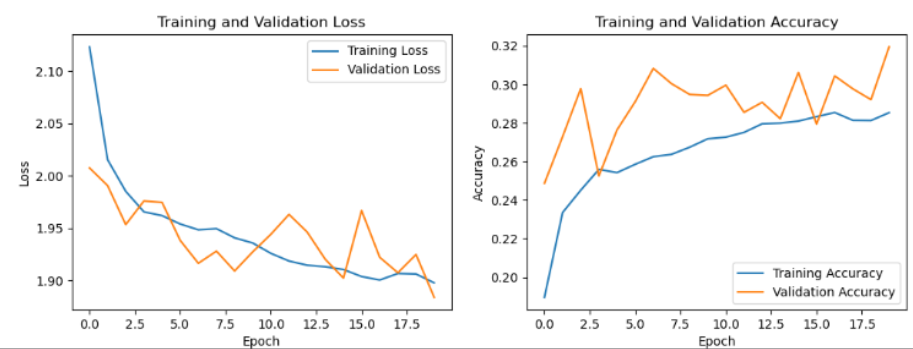 Training and Validation Loss
Training Loss
Validation Loss
2.10
2.05
2.00
1.95
1.90
Loss
0.0 2.5 5.0 7.5 10.0 12.5 15.0 17.5
Epoch
Training and Validation Accuracy
0.32
0.30
0.28
0.26
0.24
0.22
0.20
Accuracy
Training Accuracy
Validation Accuracy
0.0 2.5 5.0 7.5 10.0 12.5 15.0 17.5
Epoch